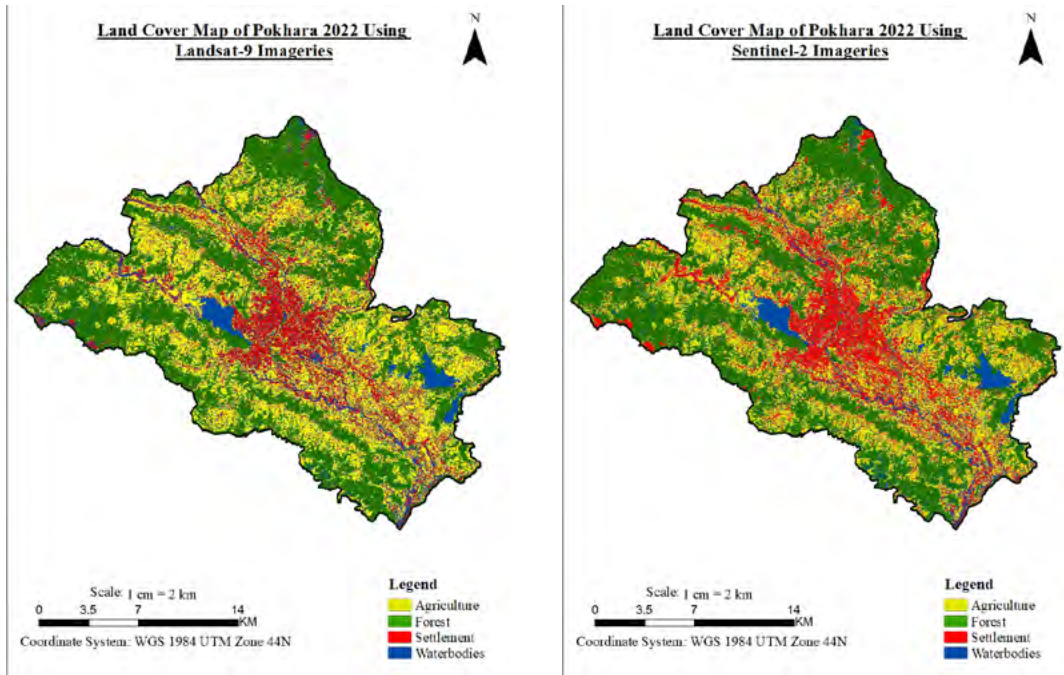 Land Cover Map of Pokhara 2022 Using
Landsat-9 Imageries
N
Scale: 1 cm = 2 km
0 3.5 7 14
KM
Coordinate System: WGS 1984 UTM Zone 44N
Legend
Agriculture
Forest
Settlement
Waterbodies
Land Cover Map of Pokhara 2022 Using
Sentinel-2 Imageries
N
Scale: 1 cm = 2 km
0 3.5 7 14
KM
Coordinate System: WGS 1984 UTM Zone 44N
Legend
Agriculture
Forest
Settlement
Waterbodies